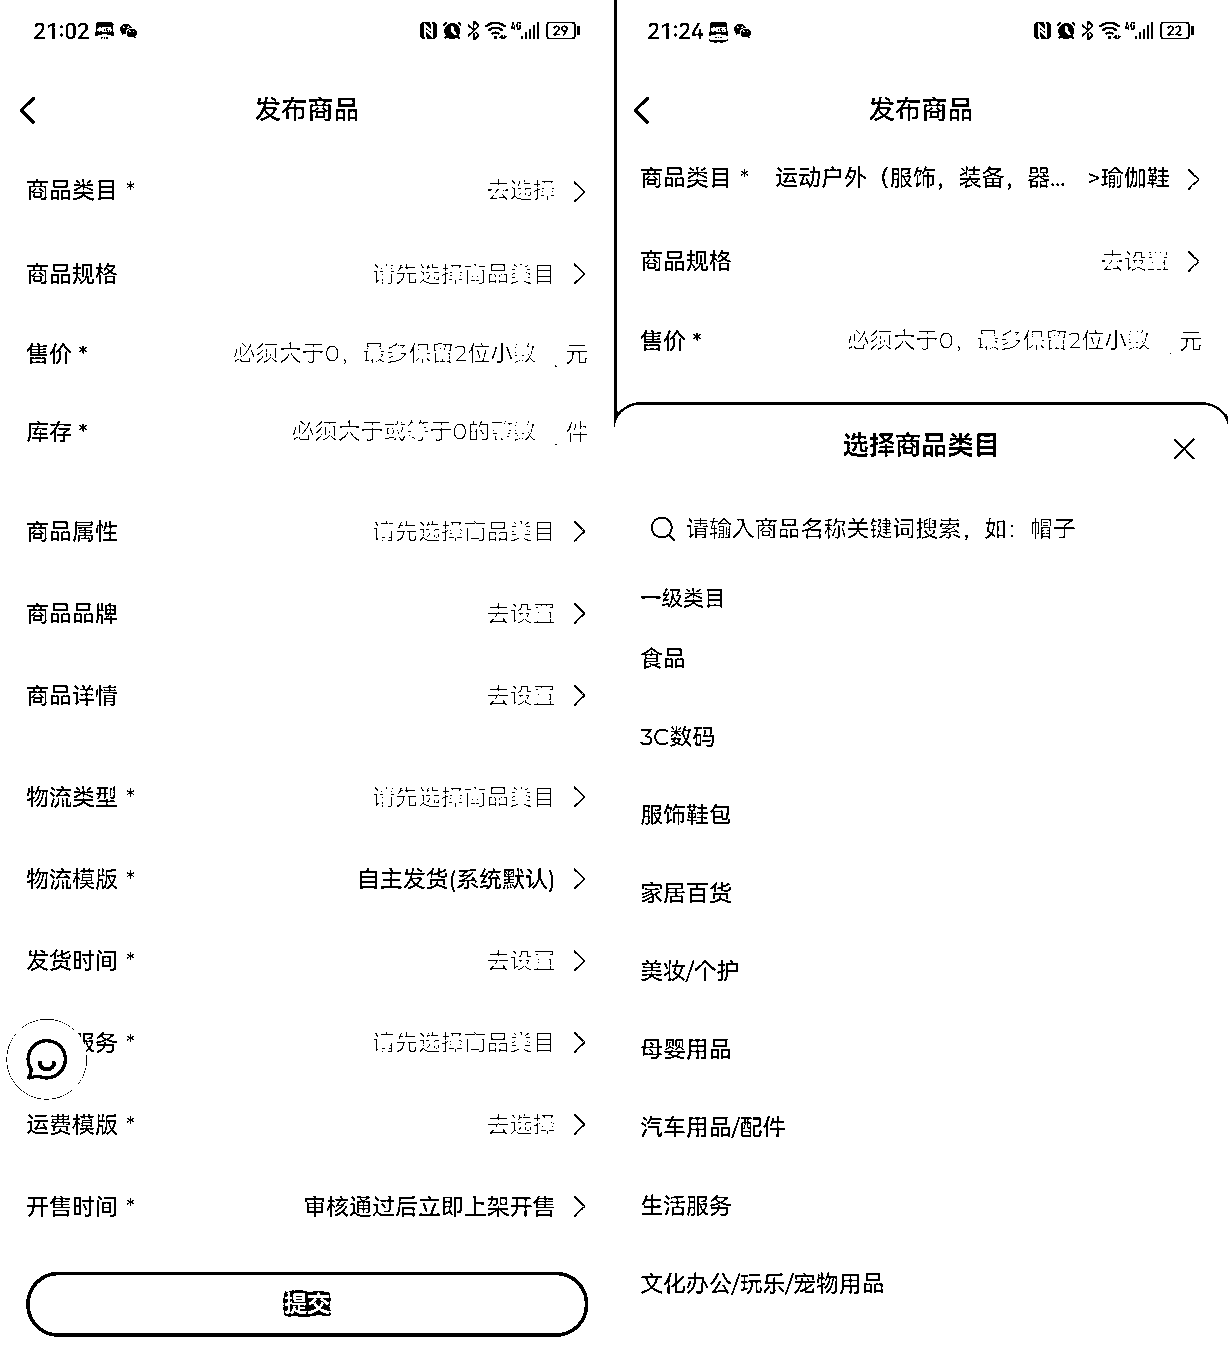 21:02
29
发布商品
商品类目 * 去选择
商品规格 请先选择商品类目
售价 * 必须大于0，最多保留2位小数 元
库存 * 必须大于或等于0的整数 件
商品属性 请先选择商品类目
商品品牌 去设置
商品详情 去设置
物流类型 * 请先选择商品类目
物流模版 * 自主发货(系统默认)
发货时间 * 去设置
服务 * 请先选择商品类目
运费模版 * 去选择
开售时间 * 审核通过后立即上架开售
提交
21:24
22
发布商品
商品类目 * 运动户外（服饰，装备，器... >瑜伽鞋
商品规格 去设置
售价 * 必须大于0，最多保留2位小数 元
选择商品类目
请输入商品名称关键词搜索，如：帽子
一级类目
食品
3C数码
服饰鞋包
家居百货
美妆/个护
母婴用品
汽车用品/配件
生活服务
文化办公/玩乐/宠物用品